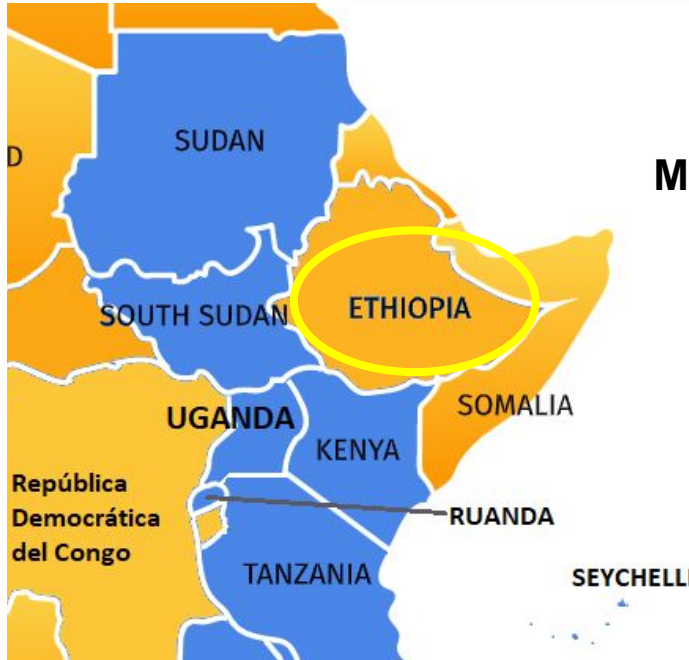 SUDAN
D
M
SOUTH SUDAN
ETHIOPIA
SOMALIA
UGANDA
KENYA
República
Democrática
del Congo
RUANDA
TANZANIA
SEYCHELL